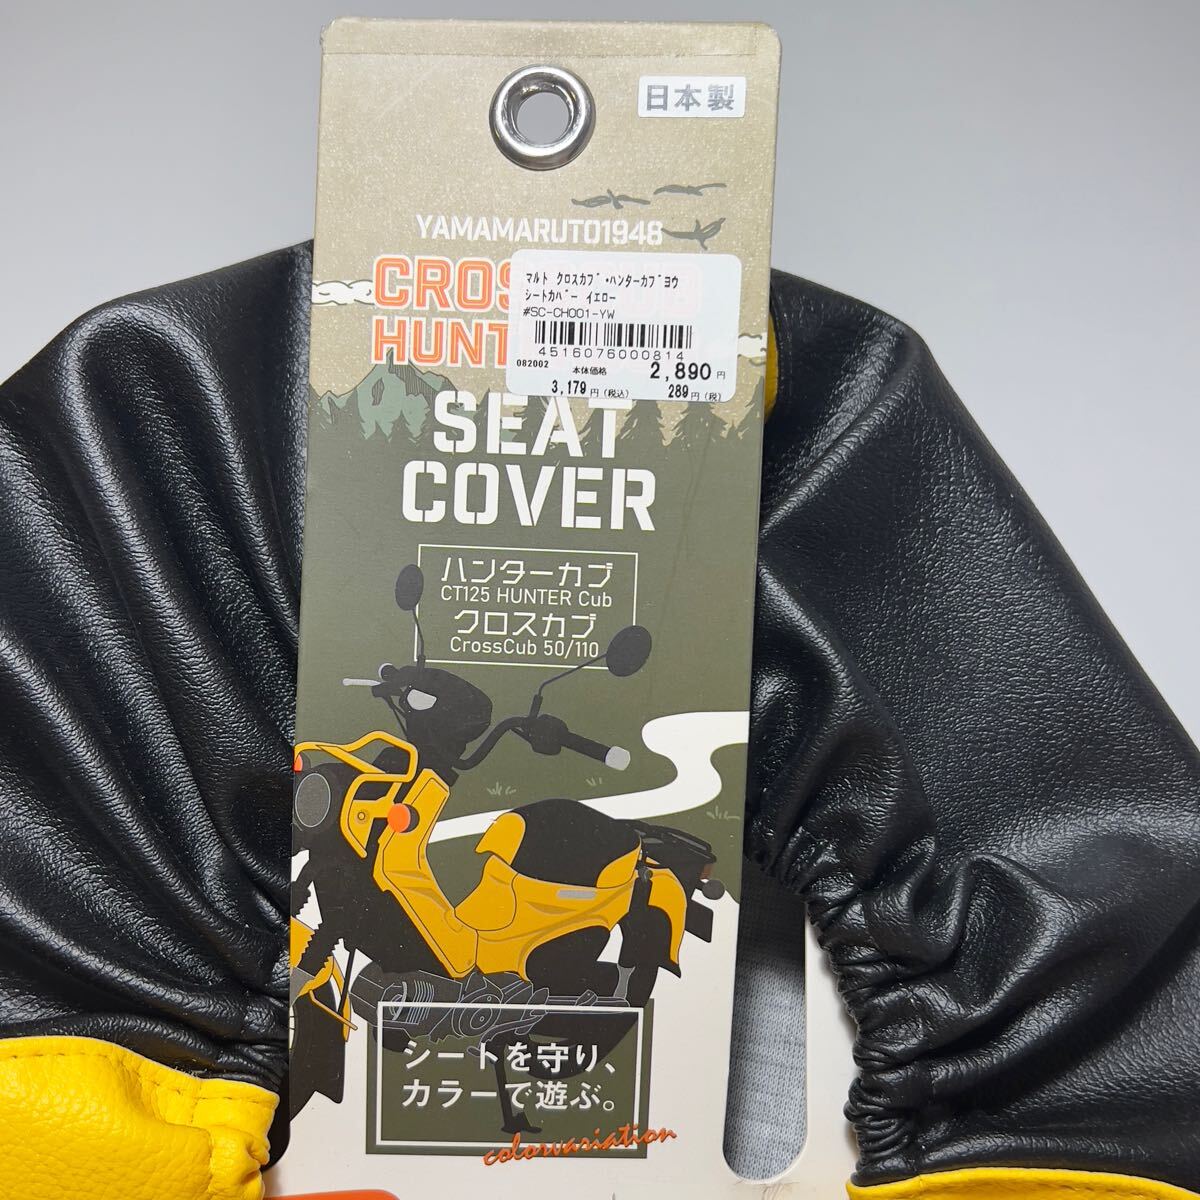 日本製
YAMAMARUTO1948
CROS
HUNT
マルト クロスカブ・ハンターカブヨウ
シートカバー イエロー
#SC-CH001-YW
4516076000814
082002 本体価格 2,890円
3,179円(税込) 289円(税)
SEAT
COVER
ハンターカブ
CT125 HUNTER Cub
クロスカブ
CrossCub 50/110
シートを守り、
カラーで遊ぶ。
colorvariation